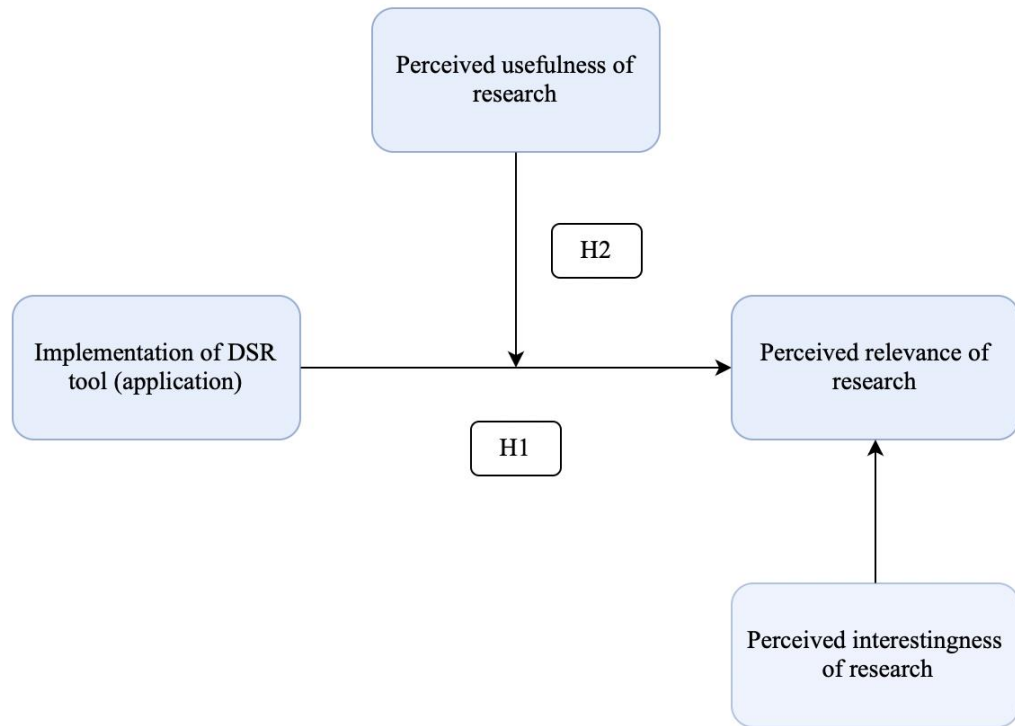 Perceived usefulness of
research
H2
Implementation of DSR
tool (application)
Perceived relevance of
research
H1
Perceived interestingness
of research